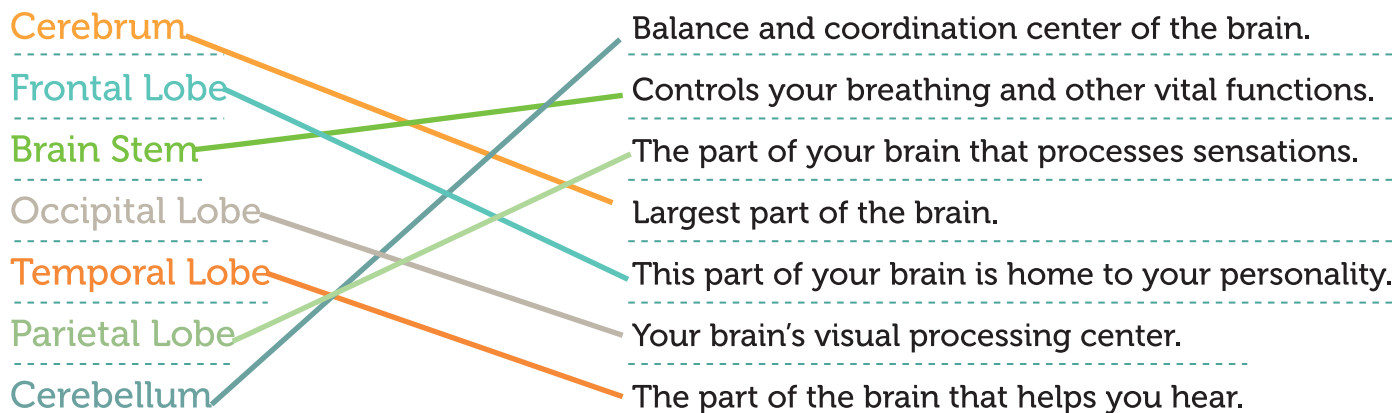 Cerebrum
Balance and coordination center of the brain.
Frontal Lobe
Controls your breathing and other vital functions.
Brain Stem
The part of your brain that processes sensations.
Occipital Lobe
Largest part of the brain.
Temporal Lobe
This part of your brain is home to your personality.
Parietal Lobe
Your brain’s visual processing center.
Cerebellum
The part of the brain that helps you hear.